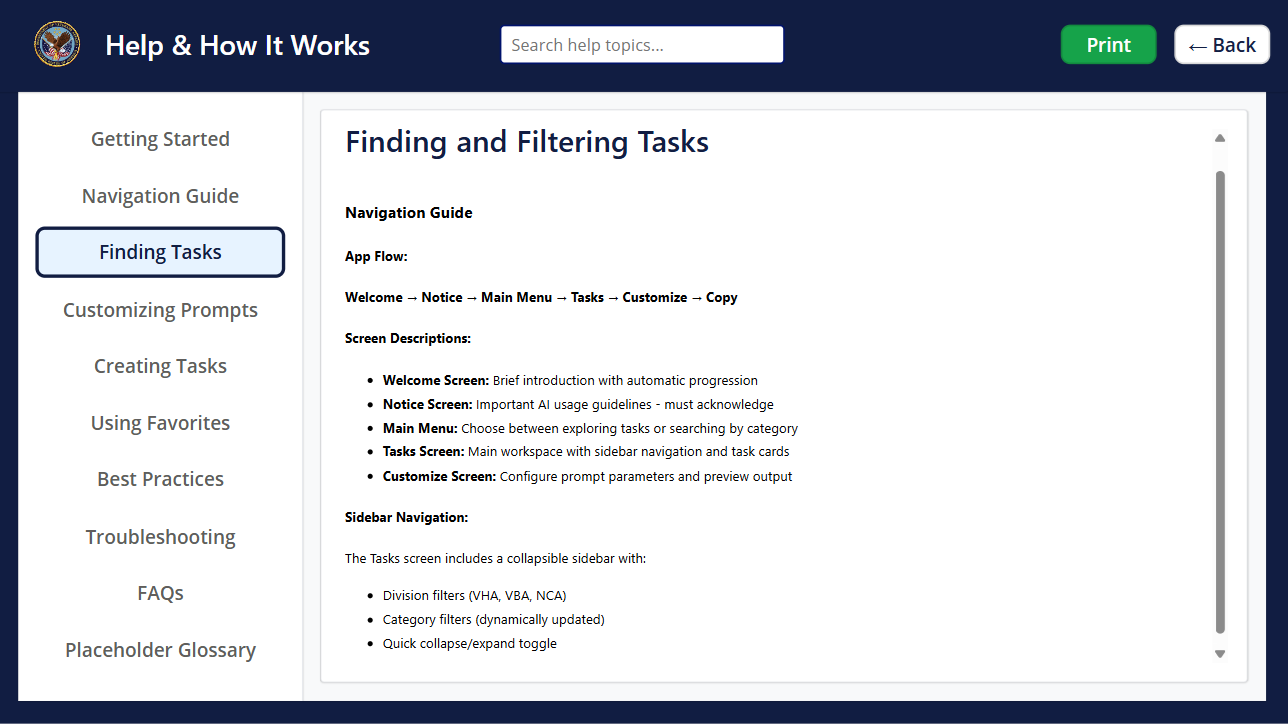 Help & How It Works
Search help topics...
Print
← Back
Getting Started
Navigation Guide
Finding Tasks
Customizing Prompts
Creating Tasks
Using Favorites
Best Practices
Troubleshooting
FAQs
Placeholder Glossary
Finding and Filtering Tasks
Navigation Guide
App Flow:
Welcome → Notice → Main Menu → Tasks → Customize → Copy
Screen Descriptions:
• Welcome Screen: Brief introduction with automatic progression
• Notice Screen: Important AI usage guidelines - must acknowledge
• Main Menu: Choose between exploring tasks or searching by category
• Tasks Screen: Main workspace with sidebar navigation and task cards
• Customize Screen: Configure prompt parameters and preview output
Sidebar Navigation:
The Tasks screen includes a collapsible sidebar with:
• Division filters (VHA, VBA, NCA)
• Category filters (dynamically updated)
• Quick collapse/expand toggle